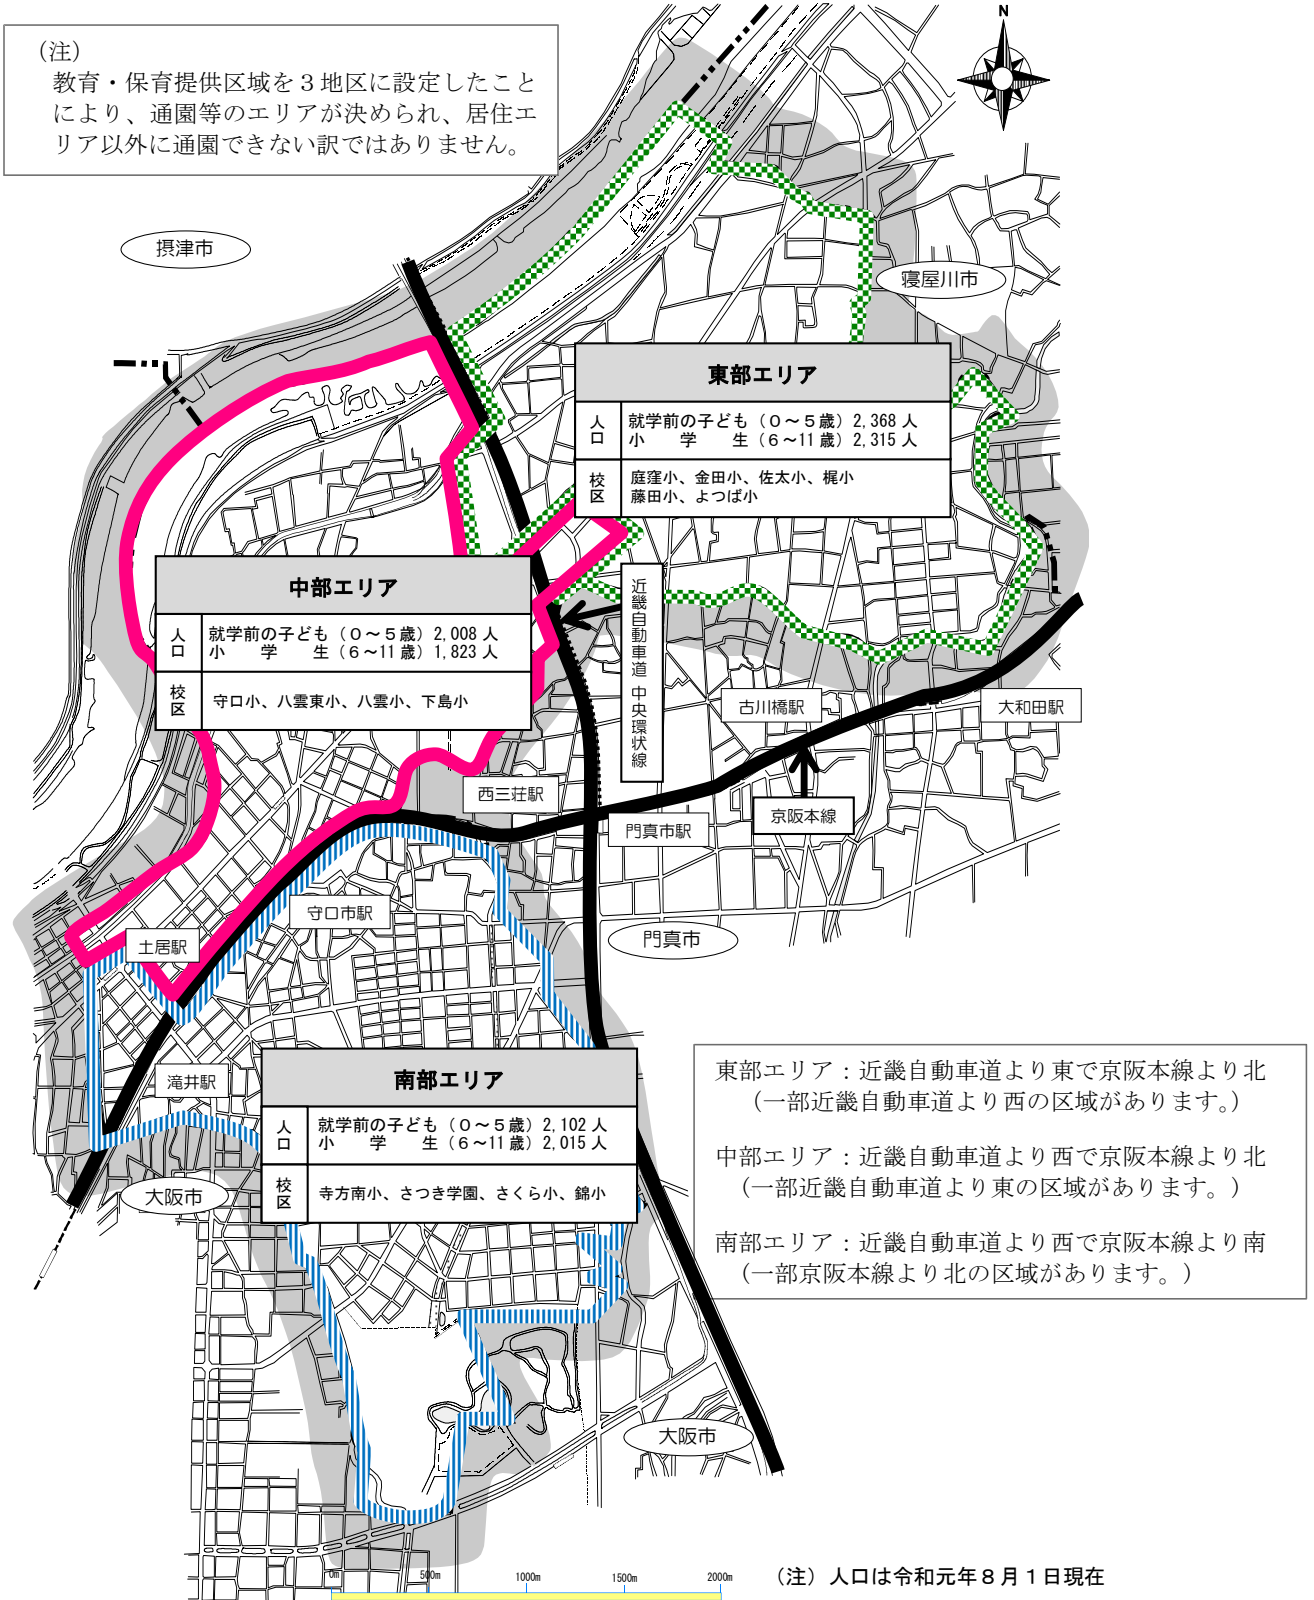 （注）
教育・保育提供区域を３地区に設定したこと
により、通園等のエリアが決められ、居住エ
リア以外に通園できない訳ではありません。
N
摂津市
寝屋川市
東部エリア
人口
就学前の子ども（０～５歳）2,368 人
小　学　生（６～11 歳）2,315 人
校区
庭窪小、金田小、佐太小、梶小
藤田小、よつば小
中部エリア
人口
就学前の子ども（０～５歳）2,008 人
小　学　生（６～11 歳）1,823 人
校区
守口小、八雲東小、八雲小、下島小
近畿自動車道 中央環状線
古川橋駅
大和田駅
西三荘駅
門真市駅
京阪本線
守口市駅
土居駅
門真市
滝井駅
大阪市
南部エリア
人口
就学前の子ども（０～５歳）2,102 人
小　学　生（６～11 歳）2,015 人
校区
寺方南小、さつき学園、さくら小、錦小
東部エリア：近畿自動車道より東で京阪本線より北
（一部近畿自動車道より西の区域があります。）
中部エリア：近畿自動車道より西で京阪本線より北
（一部近畿自動車道より東の区域があります。）
南部エリア：近畿自動車道より西で京阪本線より南
（一部京阪本線より北の区域があります。）
大阪市
0m
500m
1000m
1500m
2000m
（注）人口は令和元年８月１日現在